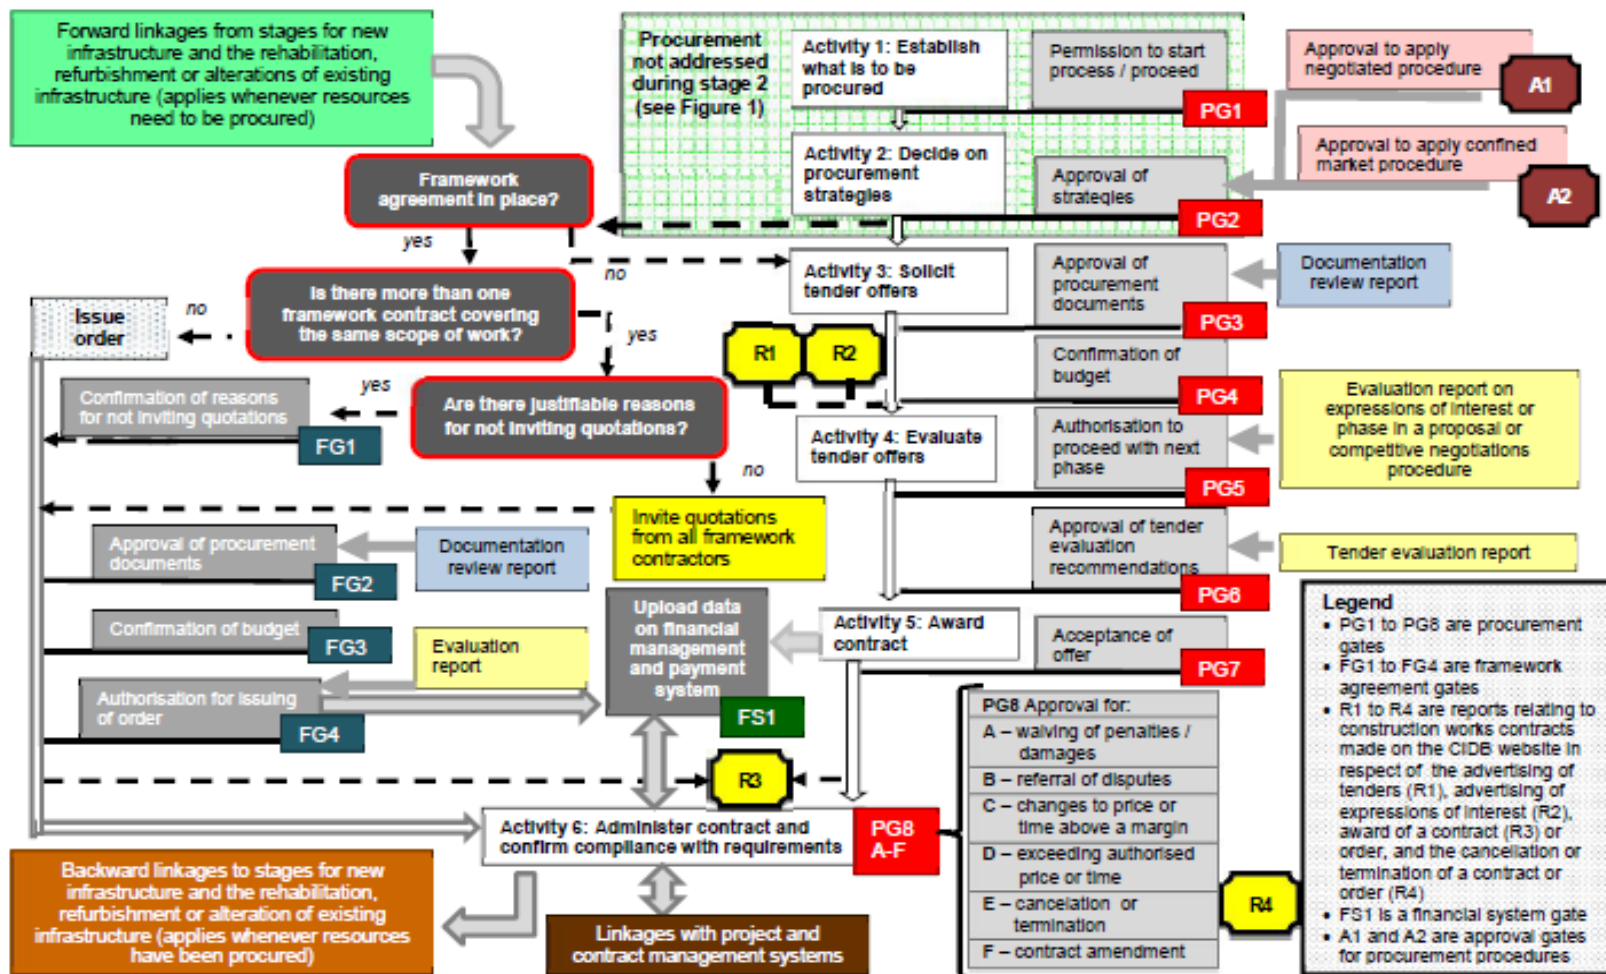 Forward linkages from stages for new
infrastructure and the rehabilitation,
refurbishment or alterations of existing
infrastructure (applies whenever resources
need to be procured)
Procurement
not addressed
during stage 2
(see Figure 1)
Activity 1: Establish
what is to be
procured
Permission to start
process / proceed
PG1
Approval to apply
negotiated procedure
A1
Activity 2: Decide on
procurement
strategies
Approval of
strategies
PG2
Approval to apply confined
market procedure
A2
Framework
agreement in place?
yes
no
Activity 3: Solicit
tender offers
Approval of
procurement
documents
PG3
Documentation
review report
Is there more than one
framework contract covering
the same scope of work?
no
yes
Issue
order
R1
R2
Confirmation of
budget
PG4
Are there justifiable reasons
for not inviting quotations?
yes
no
Confirmation of reasons
for not inviting quotations
FG1
Activity 4: Evaluate
tender offers
Authorisation to
proceed with next
phase
PG5
Evaluation report on
expressions of interest or
phase in a proposal or
competitive negotiations
procedure
Invite quotations
from all framework
contractors
Approval of procurement
documents
FG2
Documentation
review report
Approval of tender
evaluation
recommendations
PG6
Tender evaluation report
Confirmation of budget
FG3
Evaluation
report
Upload data
on financial
management
and payment
system
FS1
Activity 5: Award
contract
Acceptance of
offer
PG7
Authorisation for issuing
of order
FG4
R3
Activity 6: Administer contract and
confirm compliance with requirements
PG8
A-F
PG8 Approval for:
A – waiving of penalties /
damages
B – referral of disputes
C – changes to price or
time above a margin
D – exceeding authorised
price or time
E – cancelation or
termination
F – contract amendment
R4
Backward linkages to stages for new
infrastructure and the rehabilitation,
refurbishment or alteration of existing
infrastructure (applies whenever resources
have been procured)
Linkages with project and
contract management systems
Legend
• PG1 to PG8 are procurement
gates
• FG1 to FG4 are framework
agreement gates
• R1 to R4 are reports relating to
construction works contracts
made on the CIDB website in
respect of the advertising of
tenders (R1), advertising of
expressions of interest (R2),
award of a contract (R3) or
order, and the cancellation or
termination of a contract or
order (R4)
• FS1 is a financial system gate
• A1 and A2 are approval gates
for procurement procedures